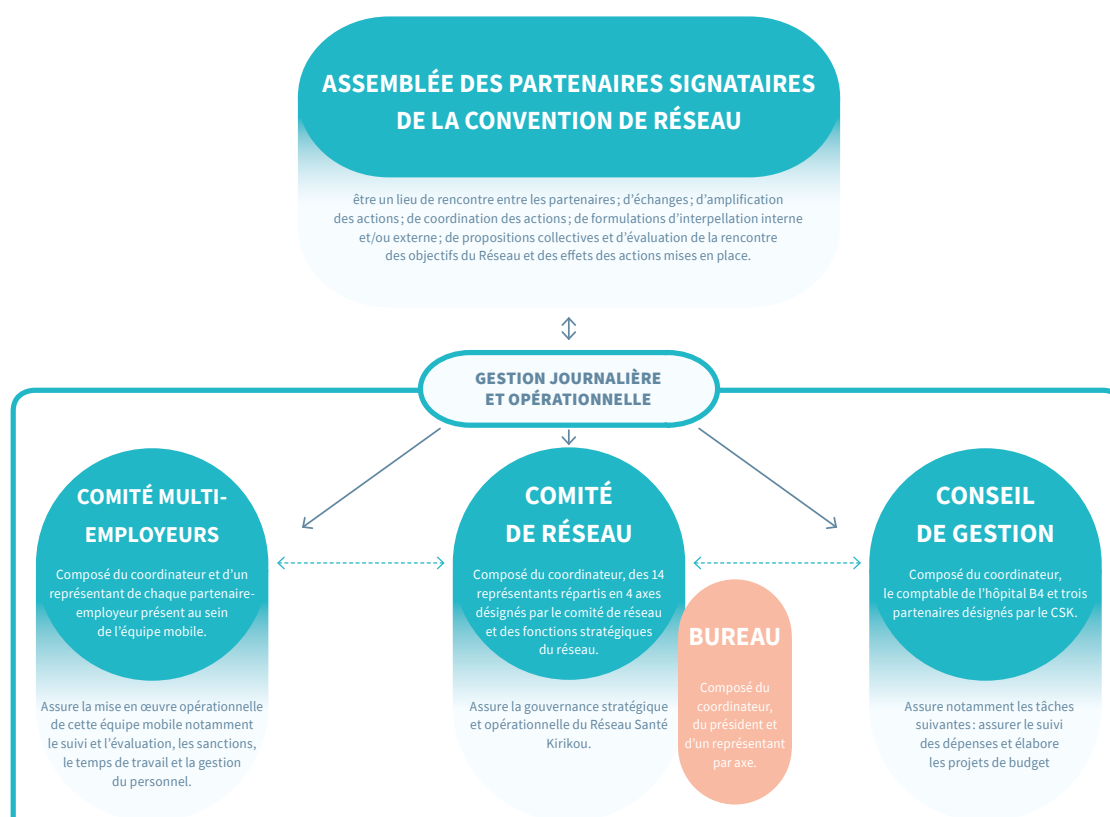 ASSEMBLÉE DES PARTENAIRES SIGNATAIRES
DE LA CONVENTION DE RÉSEAU
être un lieu de rencontre entre les partenaires ; d’échanges ; d’amplification
des actions ; de coordination des actions ; de formulations d’interpellation interne
et/ou externe ; de propositions collectives et d’évaluation de la rencontre
des objectifs du Réseau et des effets des actions mises en place.
GESTION JOURNALIÈRE
ET OPÉRATIONNELLE
COMITÉ MULTI-
EMPLOYEURS
Composé du coordinateur et d’un
représentant de chaque partenaire-
employeur présent au sein
de l’équipe mobile.
Assure la mise en œuvre opérationnelle
de cette équipe mobile notamment
le suivi et l’évaluation, les sanctions,
le temps de travail et la gestion
du personnel.
COMITÉ
DE RÉSEAU
Composé du coordinateur, des 14
représentants répartis en 4 axes
désignés par le comité de réseau
et des fonctions stratégiques
du réseau.
Assure la gouvernance stratégique
et opérationnelle du Réseau Santé
Kirikou.
BUREAU
Composé du
coordinateur,
du président et
d’un représentant
par axe.
CONSEIL
DE GESTION
Composé du coordinateur,
le comptable de l’hôpital B4 et trois
partenaires désignés par le CSK.
Assure notamment les tâches
suivantes : assurer le suivi
des dépenses et élabore
les projets de budget